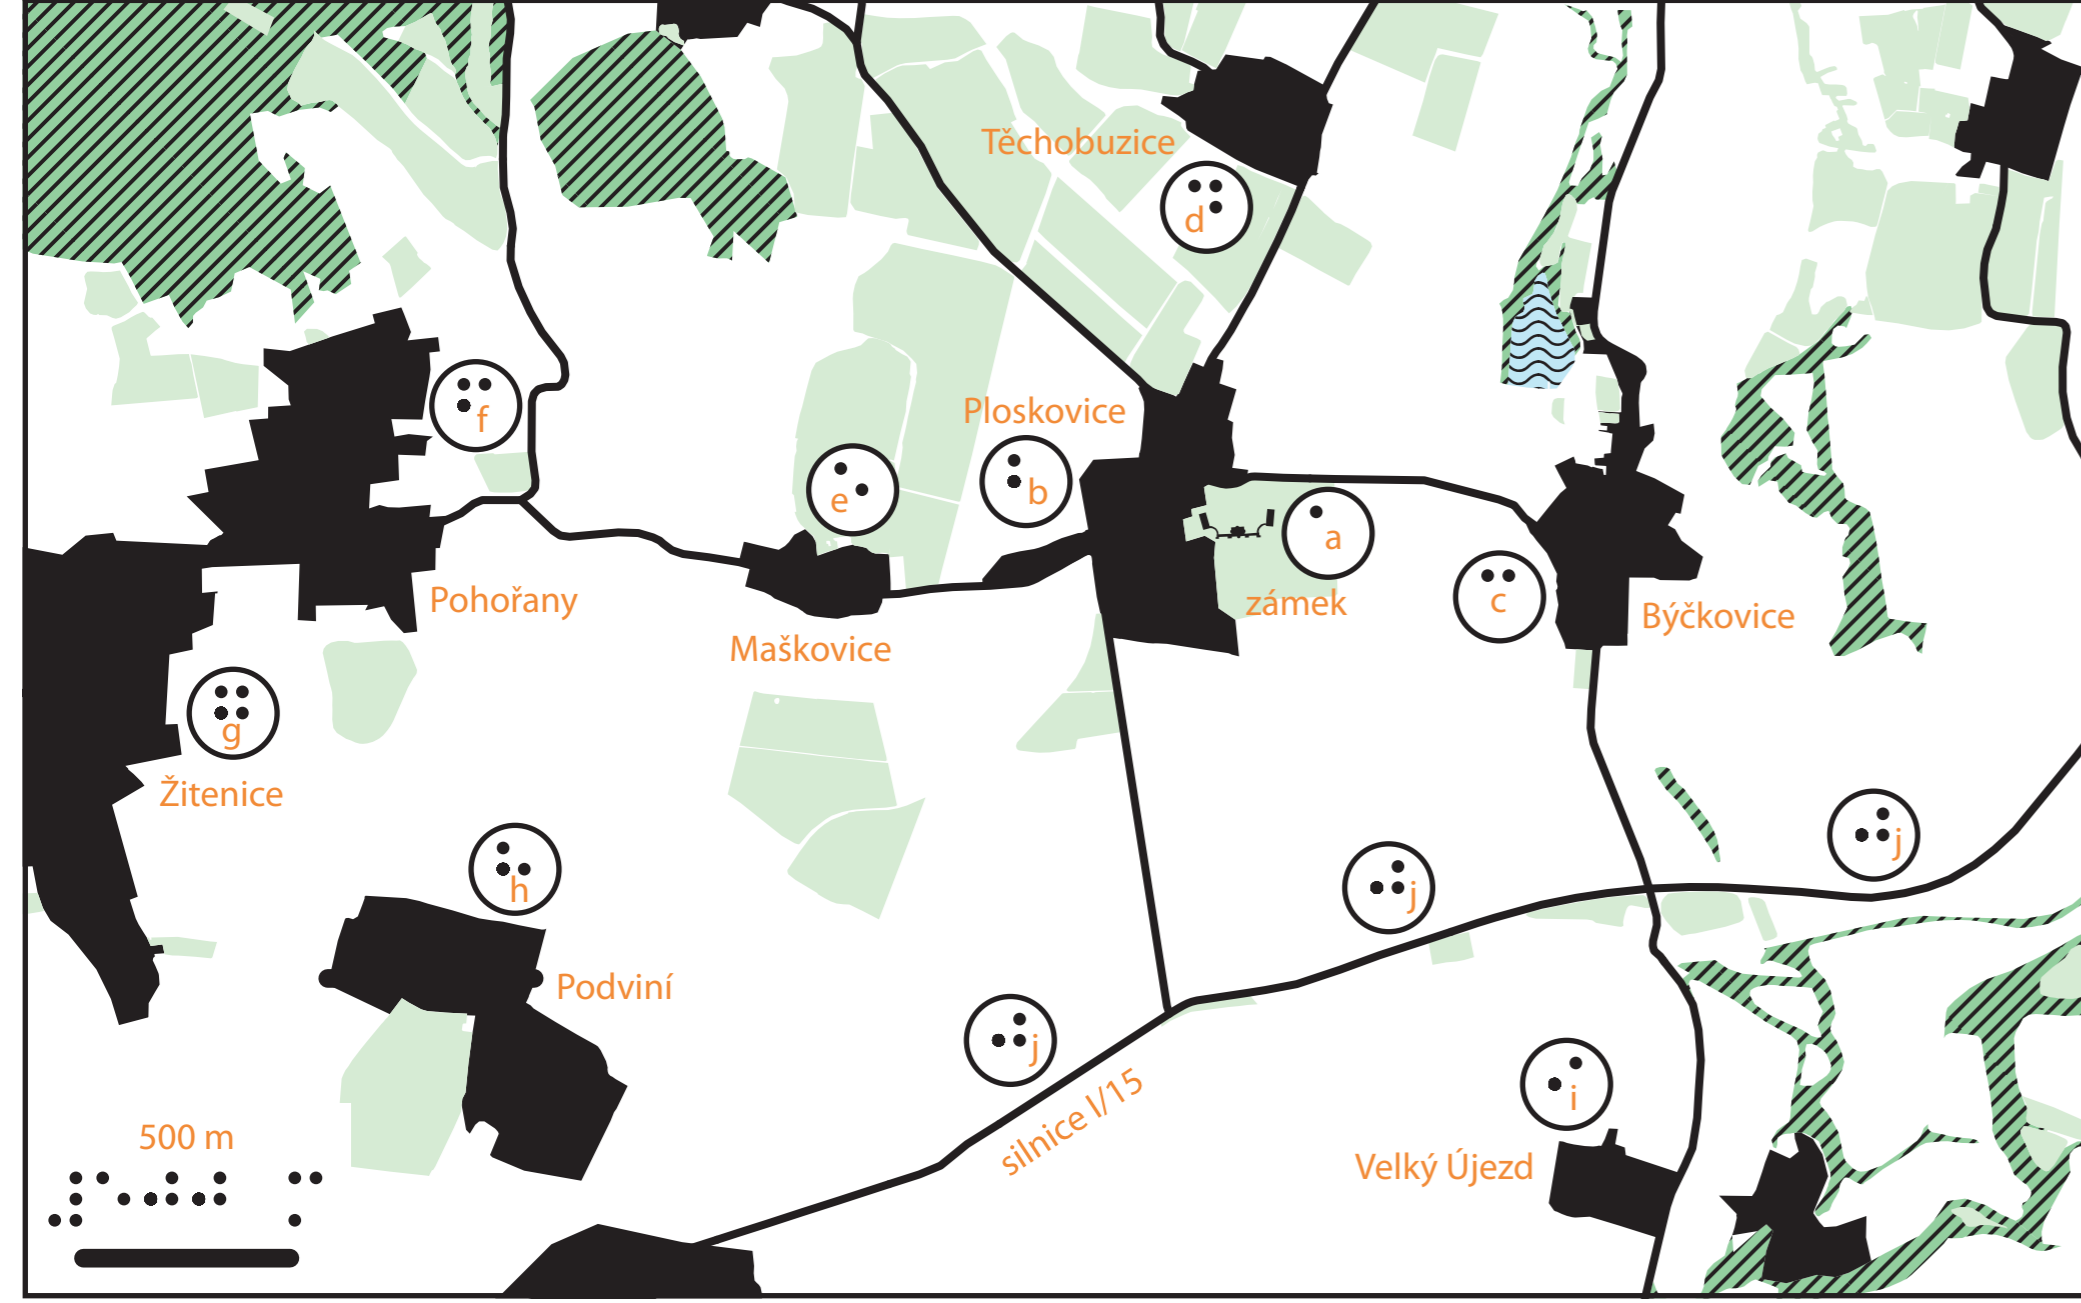 Těchobuzice
d
f
Ploskovice
e
b
a
c
Pohořany
zámek
Býčkovice
Maškovice
g
Žitenice
j
h
j
Podviní
j
silnice I/15
i
500 m
Velký Újezd
⠼⠑⠚⠚⠀⠍